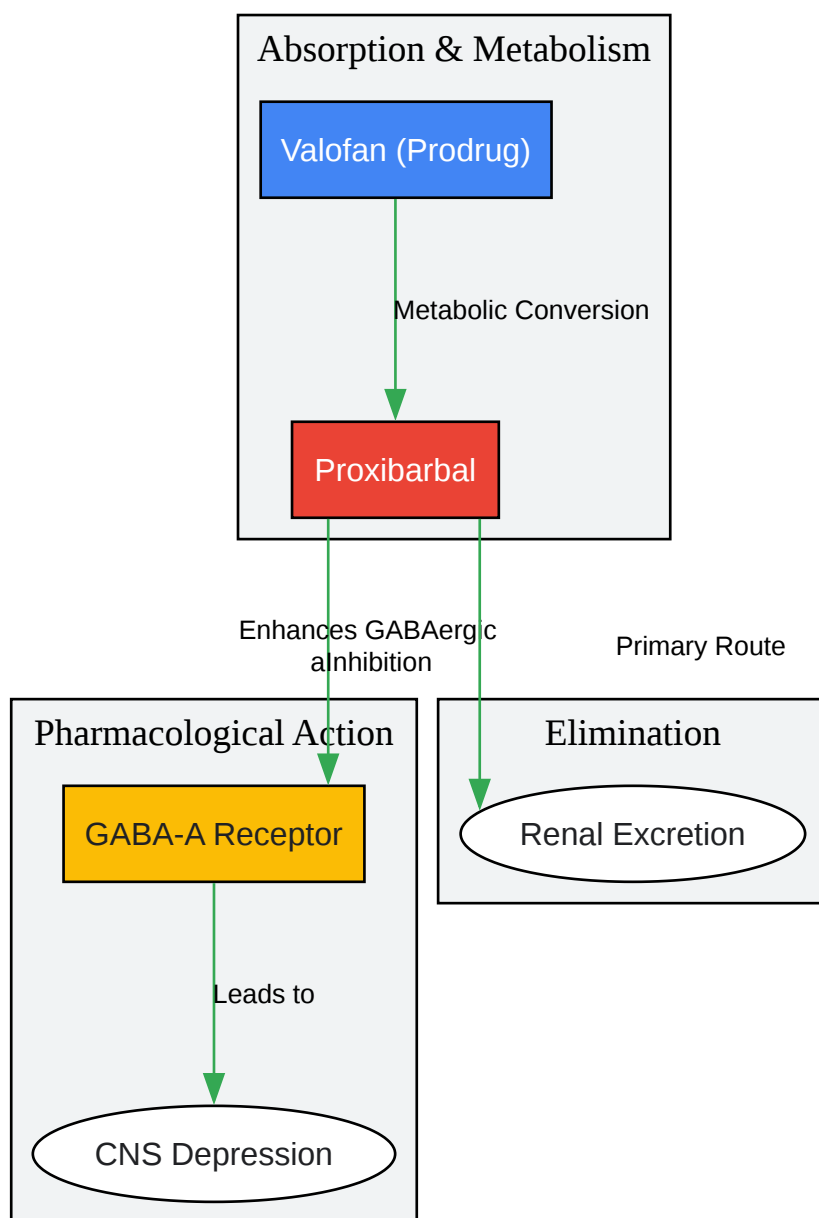 Absorption & Metabolism
Valofan (Prodrug)
Metabolic Conversion
Proxibarbal
Enhances GABAergic
aInhibition
Primary Route
Pharmacological Action
Elimination
GABA-A Receptor
Renal Excretion
Leads to
CNS Depression